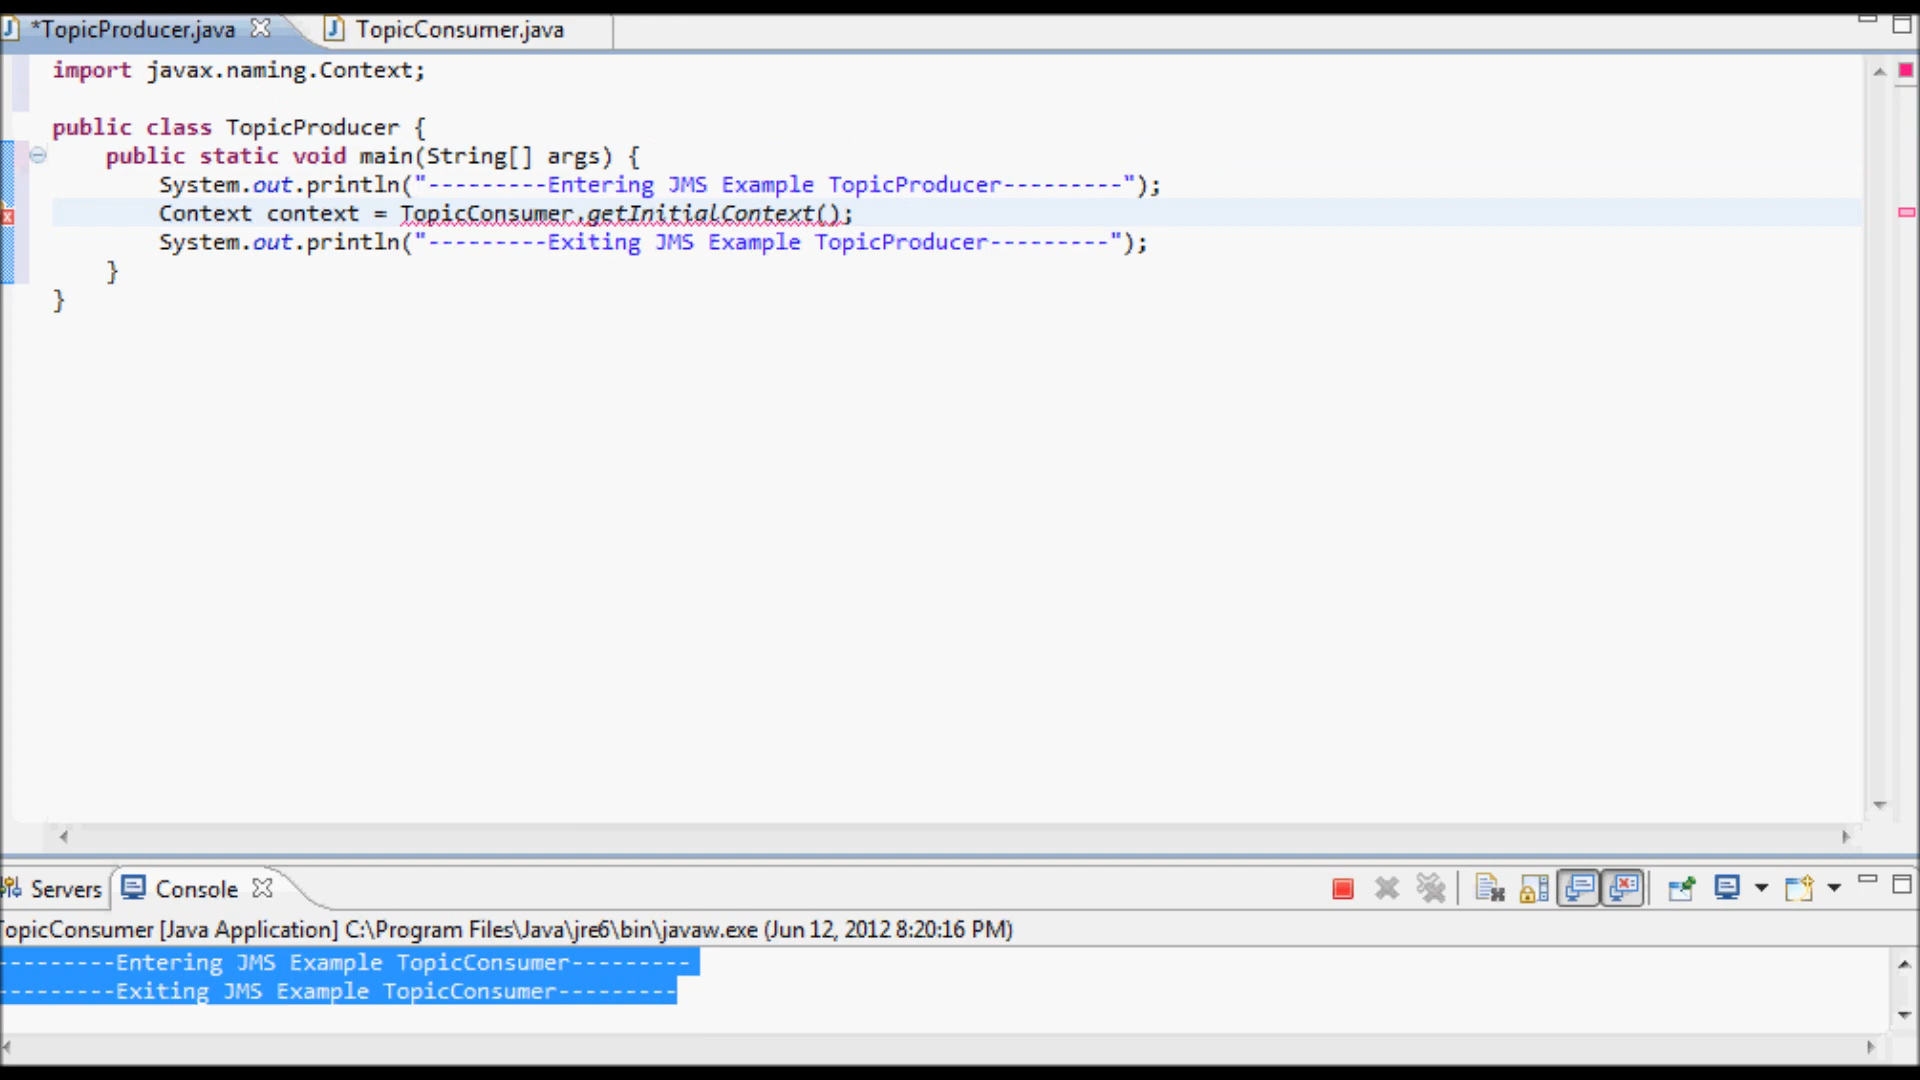 *TopicProducer.java TopicConsumer.java
import javax.naming.Context;
public class TopicProducer {
public static void main(String[] args) {
System.out.println("---------Entering JMS Example TopicProducer---------");
Context context = TopicConsumer.getInitialContext();
System.out.println("---------Exiting JMS Example TopicProducer---------");
}
}
Servers Console
TopicConsumer [Java Application] C:\Program Files\Java\jre6\bin\javaw.exe (Jun 12, 2012 8:20:16 PM)
---------Entering JMS Example TopicConsumer---------
---------Exiting JMS Example TopicConsumer---------